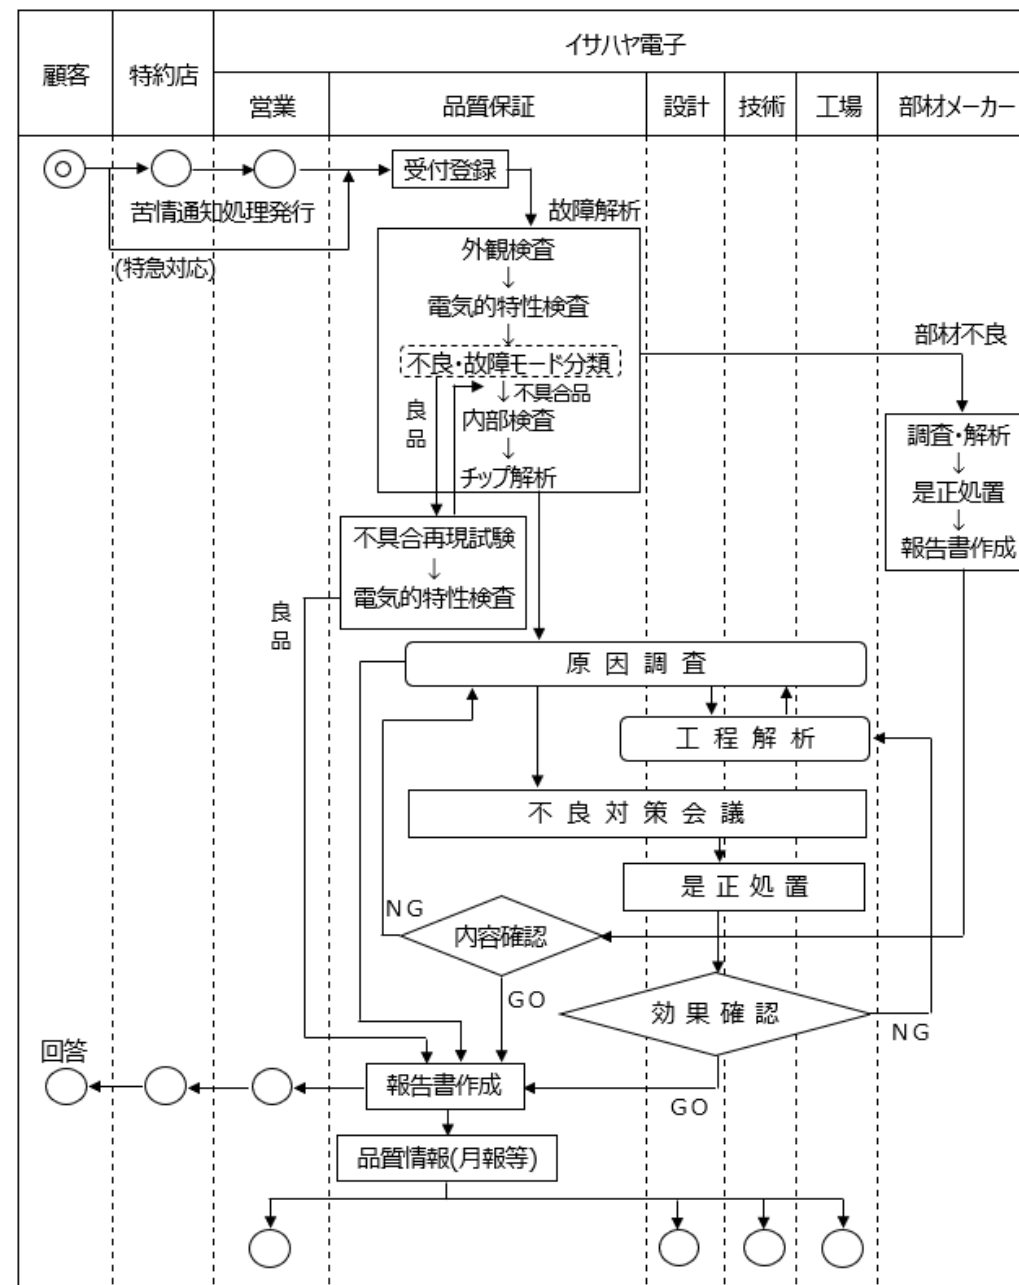 イサハヤ電子
顧客
特約店
営業
品質保証
設計
技術
工場
部材メーカー
受付登録
苦情通知処理発行
(特急対応)
故障解析
外観検査
↓
電気的特性検査
↓
不良・故障モード分類
↓不具合品
良
品
内部検査
↓
チップ解析
部材不良
調査・解析
↓
是正処置
↓
報告書作成
不具合再現試験
↓
電気的特性検査
良
品
原因調査
工程解析
不良対策会議
是正処置
NG
内容確認
GO
効果確認
NG
回答
報告書作成
GO
品質情報(月報等)